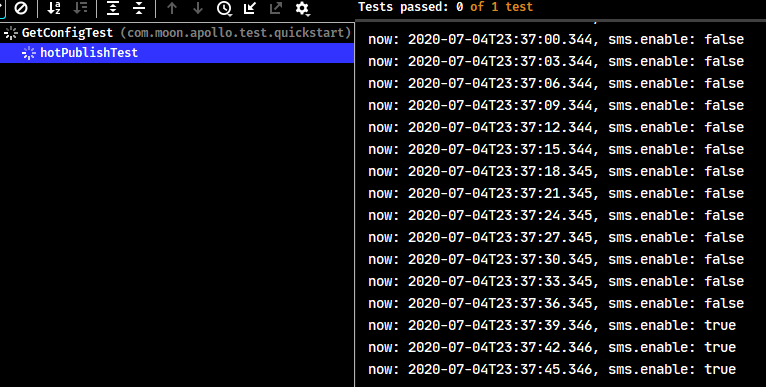 Tests passed: 0 of 1 test
GetConfigTest (com.moon.apollo.test.quickstart)
hotPublishTest
now: 2020-07-04T23:37:00.344, sms.enable: false
now: 2020-07-04T23:37:03.344, sms.enable: false
now: 2020-07-04T23:37:06.344, sms.enable: false
now: 2020-07-04T23:37:09.344, sms.enable: false
now: 2020-07-04T23:37:12.344, sms.enable: false
now: 2020-07-04T23:37:15.344, sms.enable: false
now: 2020-07-04T23:37:18.345, sms.enable: false
now: 2020-07-04T23:37:21.345, sms.enable: false
now: 2020-07-04T23:37:24.345, sms.enable: false
now: 2020-07-04T23:37:27.345, sms.enable: false
now: 2020-07-04T23:37:30.345, sms.enable: false
now: 2020-07-04T23:37:33.345, sms.enable: false
now: 2020-07-04T23:37:36.345, sms.enable: false
now: 2020-07-04T23:37:39.346, sms.enable: true
now: 2020-07-04T23:37:42.346, sms.enable: true
now: 2020-07-04T23:37:45.346, sms.enable: true